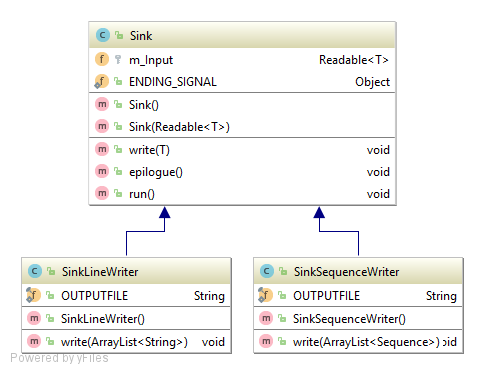 Sink
m_Input Readable<T>
ENDING_SIGNAL Object
Sink()
Sink(Readable<T>)
write(T) void
epilogue() void
run() void
SinkLineWriter
OUTPUTFILE String
SinkLineWriter()
write(ArrayList<String>) void
SinkSequenceWriter
OUTPUTFILE String
SinkSequenceWriter()
write(ArrayList<Sequence>) oid
Powered by yFiles